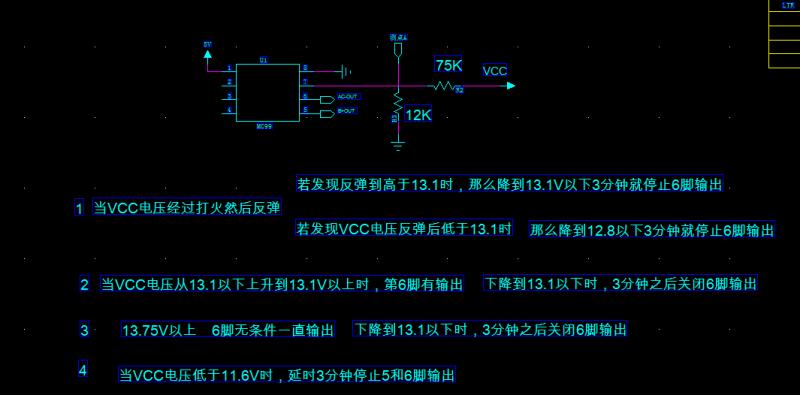 LTR
测点A
5V
U1
75K
VCC
1
8
2
7
R2
3
6
AC-OUT
R3
12K
4
5
B+OUT
MC99
若发现反弹到高于13.1时，那么降到13.1V以下3分钟就停止6脚输出
1 当VCC电压经过打火然后反弹
若发现VCC电压反弹后低于13.1时 那么降到12.8以下3分钟就停止6脚输出
2 当VCC电压从13.1以下上升到13.1V以上时，第6脚有输出 下降到13.1以下时，3分钟之后关闭6脚输出
3 13.75V以上 6脚无条件一直输出 下降到13.1以下时，3分钟之后关闭6脚输出
4 当VCC电压低于11.6V时，延时3分钟停止5和6脚输出